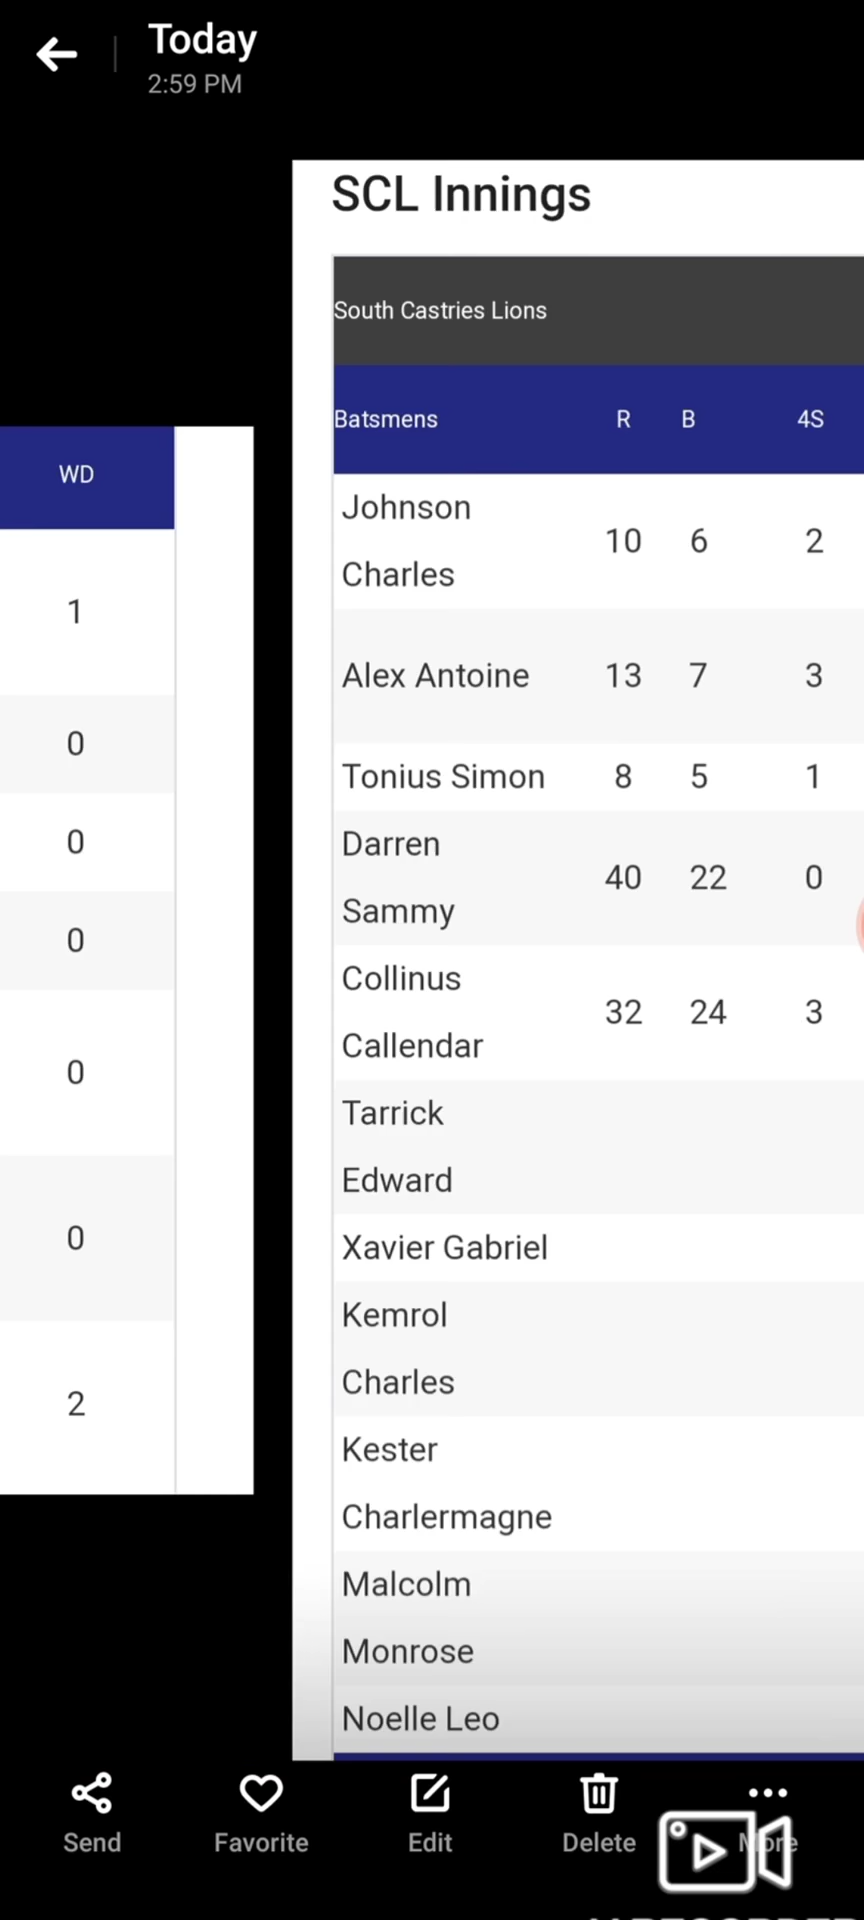 Today
2:59 PM
WD
1
0
0
0
0
0
2
SCL Innings
South Castries Lions
Batsmens R B 4S
Johnson
Charles 10 6 2
Alex Antoine 13 7 3
Tonius Simon 8 5 1
Darren
Sammy 40 22 0
Collinus
Callendar 32 24 3
Tarrick
Edward
Xavier Gabriel
Kemrol
Charles
Kester
Charlermagne
Malcolm
Monrose
Noelle Leo
Send Favorite Edit Delete More